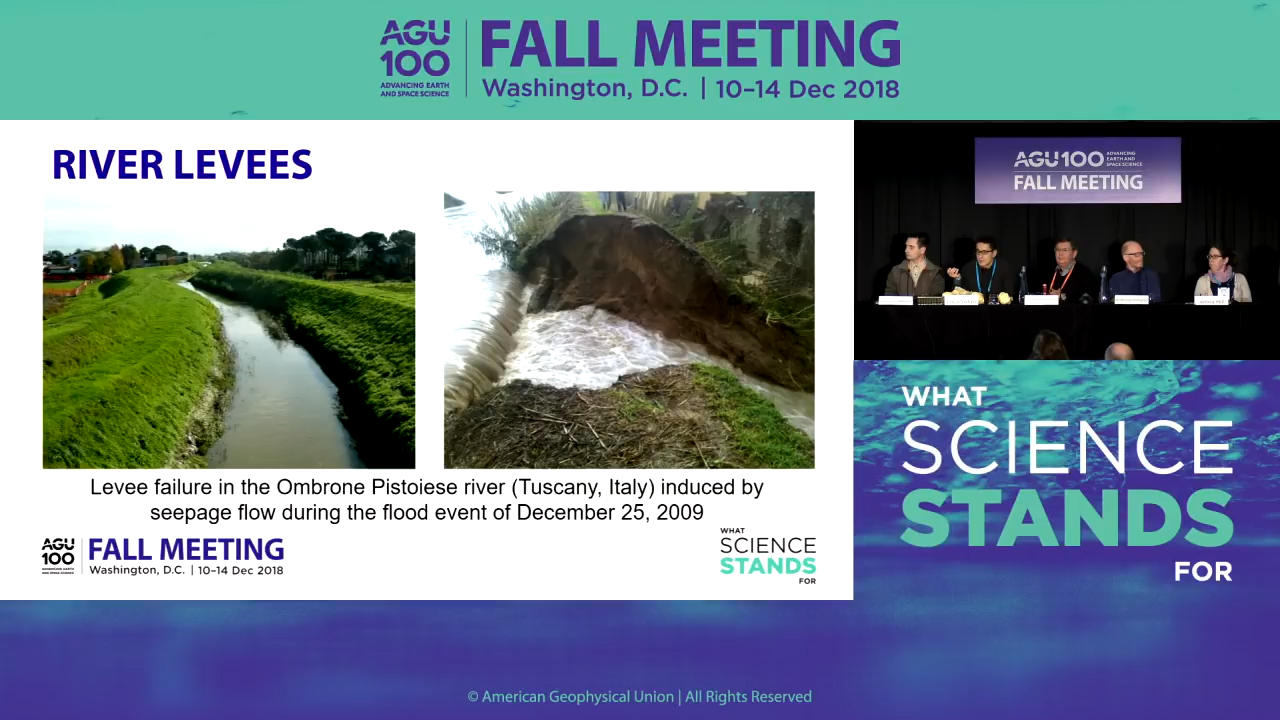 AGU
100
ADVANCING EARTH
AND SPACE SCIENCE
FALL MEETING
Washington, D.C. | 10–14 Dec 2018
RIVER LEVEES
Levee failure in the Ombrone Pistoiese river (Tuscany, Italy) induced by
seepage flow during the flood event of December 25, 2009
AGU
100
FALL MEETING
Washington, D.C. | 10–14 Dec 2018
WHAT
SCIENCE
STANDS
FOR
AGU100 ADVANCING
EARTH AND
SPACE SCIENCE
FALL MEETING
WHAT
SCIENCE
STANDS
FOR
© American Geophysical Union | All Rights Reserved